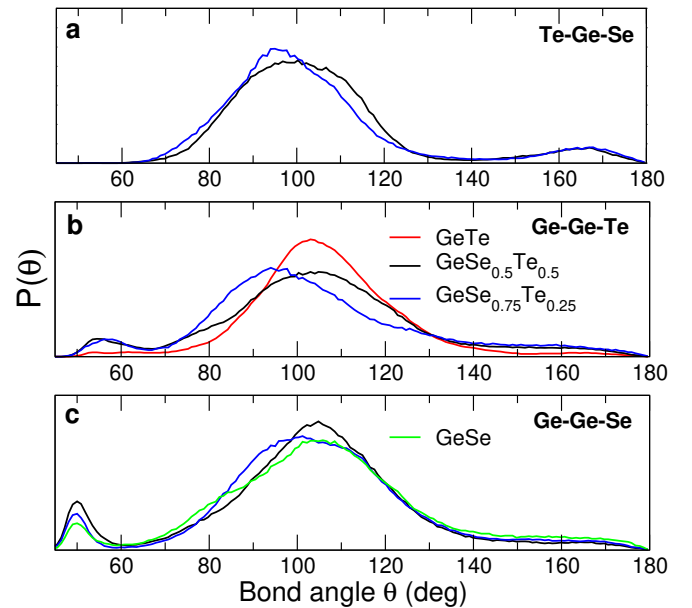 a
Te-Ge-Se
60 80 100 120 140 160 180
b
Ge-Ge-Te
GeTe
GeSe0.5Te0.5
GeSe0.75Te0.25
P(θ)
60 80 100 120 140 160 180
c
Ge-Ge-Se
GeSe
60 80 100 120 140 160 180
Bond angle θ (deg)